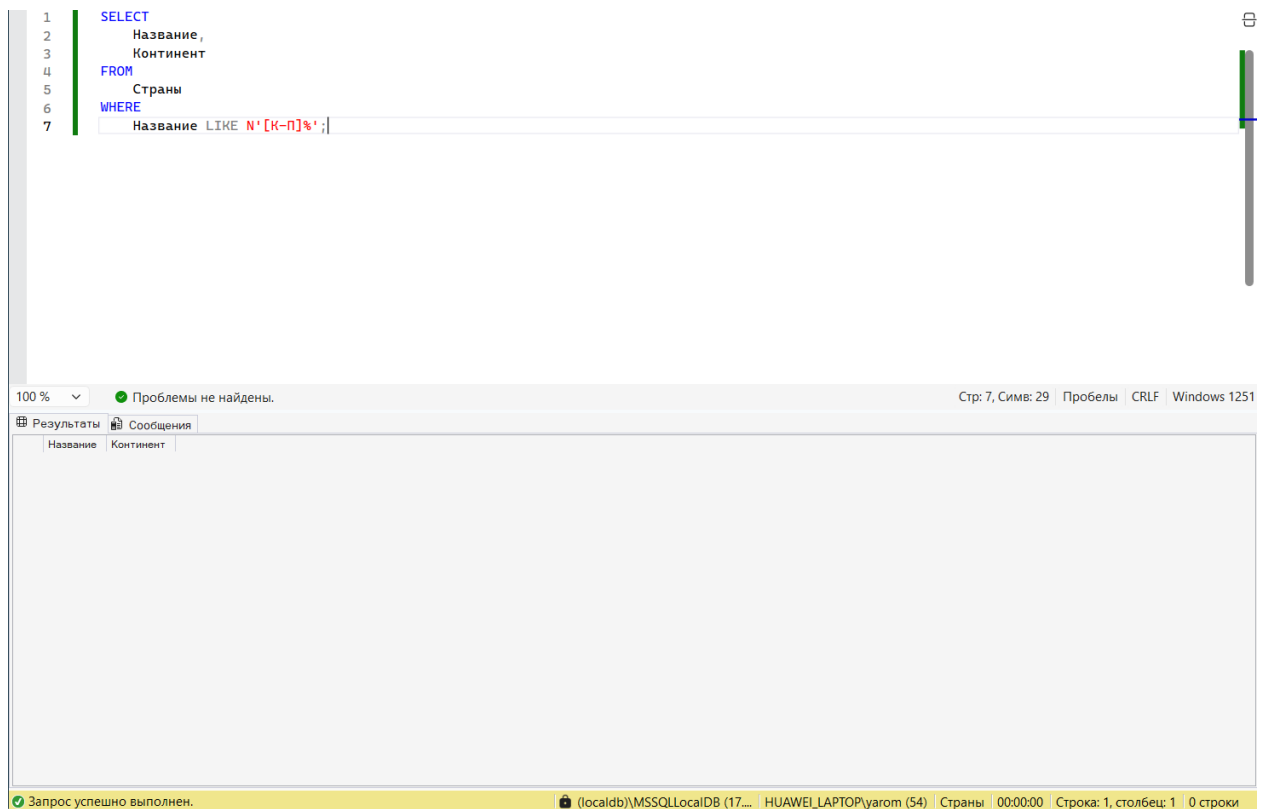 1 SELECT
2 Название,
3 Континент
4 FROM
5 Страны
6 WHERE
7 Название LIKE N'[К-П]%';
100 % Проблемы не найдены. Стр: 7, Симв: 29 Пробелы CRLF Windows 1251
Результаты Сообщения
Название Континент
Запрос успешно выполнен. (localdb)\MSSQLLocalDB (17.... HUAWEI_LAPTOP\yarom (54) Страны 00:00:00 Строка: 1, столбец: 1 0 строки